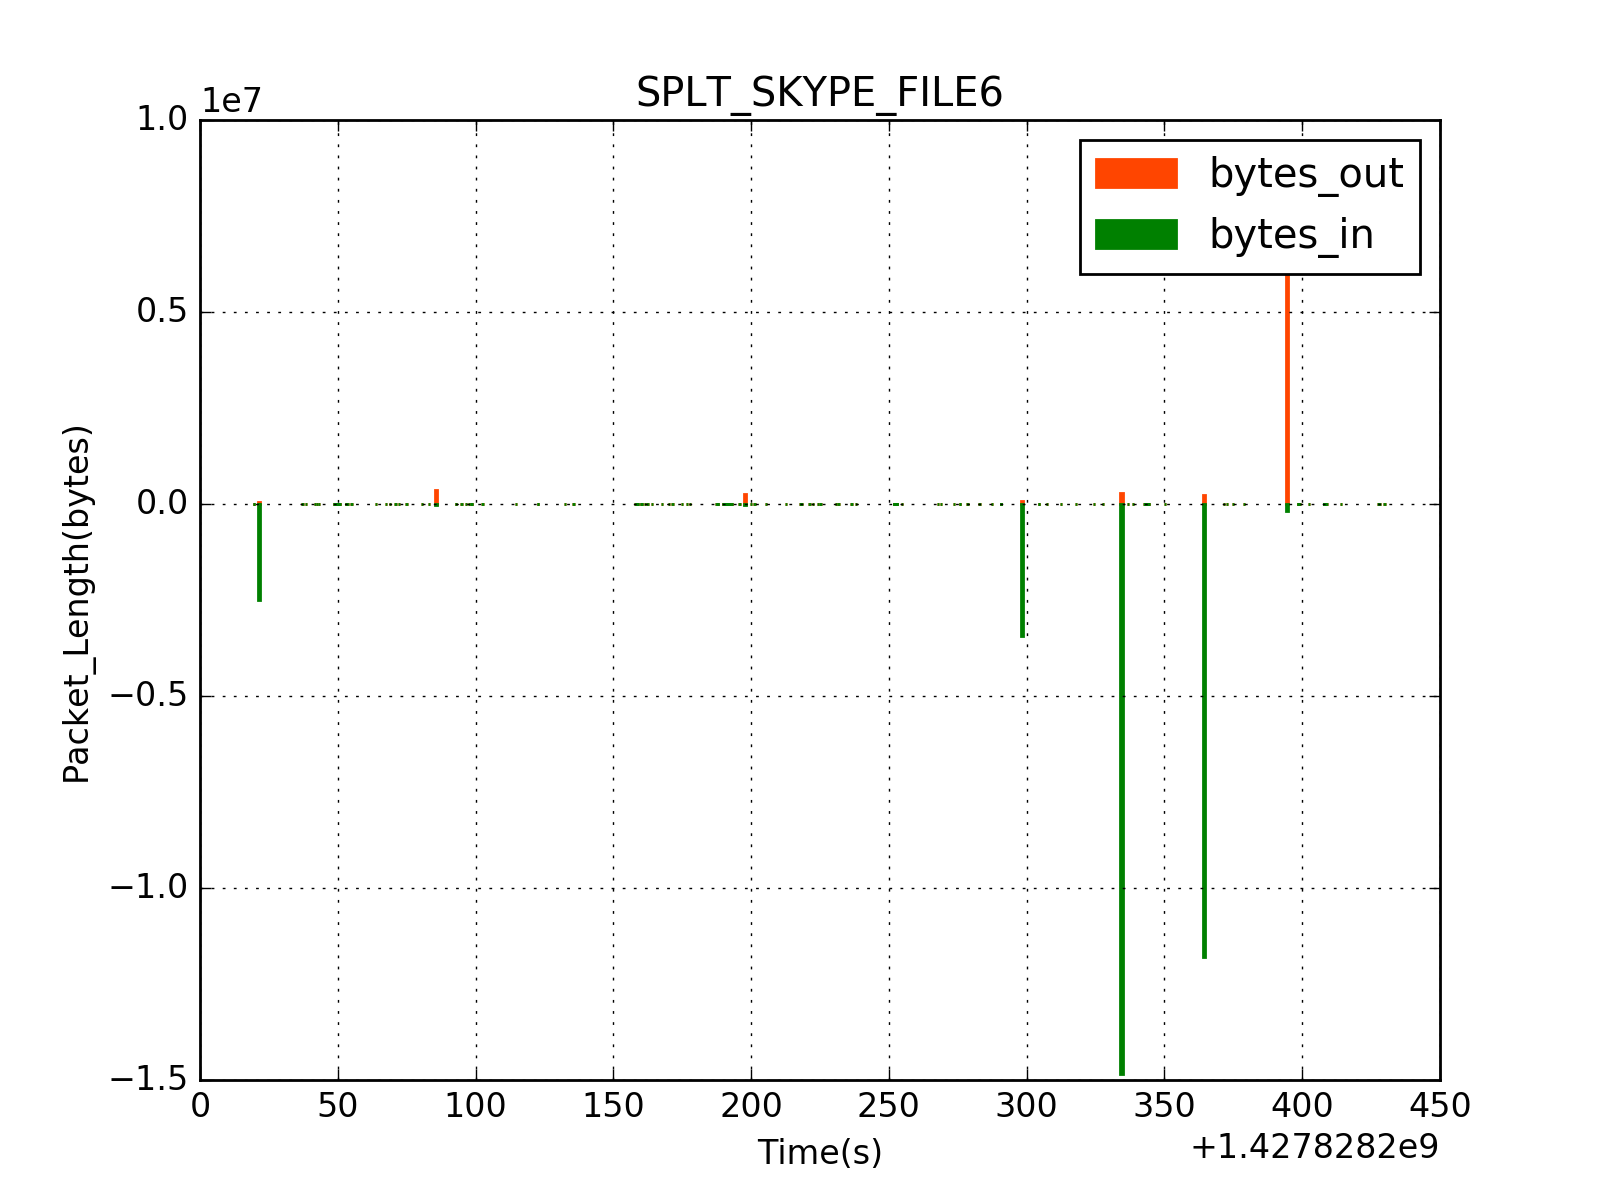 SPLT_SKYPE_FILE6
1e7
1.0
0.5
0.0
−0.5
−1.0
−1.5
Packet_Length(bytes)
bytes_out
bytes_in
0 50 100 150 200 250 300 350 400 450
Time(s)
+1.4278282e9